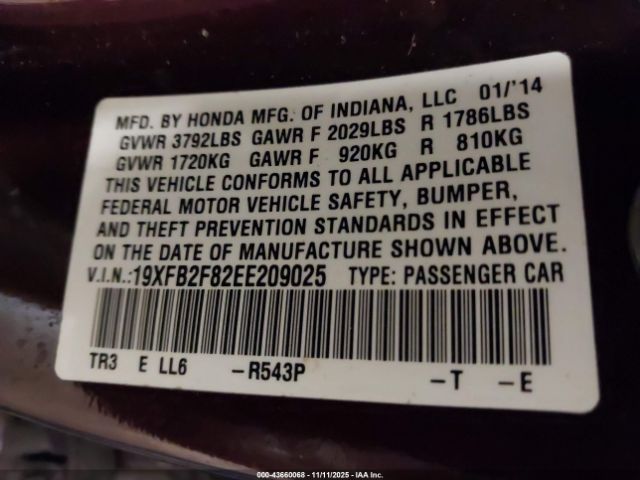 MFD. BY HONDA MFG. OF INDIANA, LLC 01/'14
GVWR 3792LBS GAWR F 2029LBS R 1786LBS
GVWR 1720KG GAWR F 920KG R 810KG
THIS VEHICLE CONFORMS TO ALL APPLICABLE
FEDERAL MOTOR VEHICLE SAFETY, BUMPER,
AND THEFT PREVENTION STANDARDS IN EFFECT
ON THE DATE OF MANUFACTURE SHOWN ABOVE.
V.I.N.:19XFB2F82EE209025 TYPE: PASSENGER CAR
TR3 E LL6 -R543P -T -E
000-43660068 - 11/11/2025 - IAA Inc.